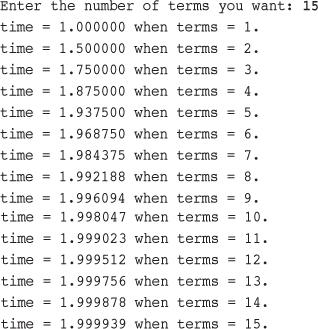 Enter the number of terms you want: 15
time = 1.000000 when terms = 1.
time = 1.500000 when terms = 2.
time = 1.750000 when terms = 3.
time = 1.875000 when terms = 4.
time = 1.937500 when terms = 5.
time = 1.968750 when terms = 6.
time = 1.984375 when terms = 7.
time = 1.992188 when terms = 8.
time = 1.996094 when terms = 9.
time = 1.998047 when terms = 10.
time = 1.999023 when terms = 11.
time = 1.999512 when terms = 12.
time = 1.999756 when terms = 13.
time = 1.999878 when terms = 14.
time = 1.999939 when terms = 15.